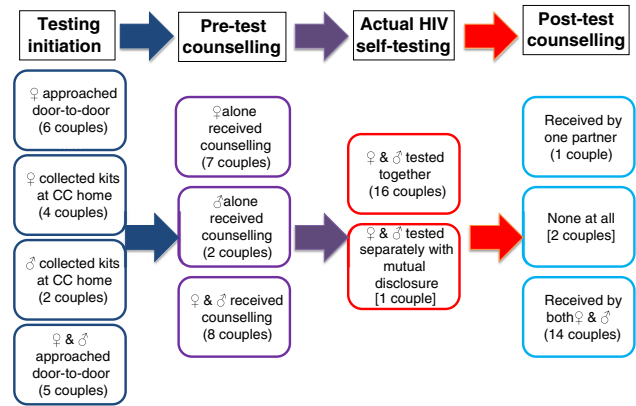 Testing
initiation
Pre-test
counselling
Actual HIV
self-testing
Post-test
counselling
♀ approached
door-to-door
(6 couples)
♀ collected kits
at CC home
(4 couples)
♂ collected kits
at CC home
(2 couples)
♀ & ♂
approached
door-to-door
(5 couples)
♀alone
received
counselling
(7 couples)
♂alone
received
counselling
(2 couples)
♀ & ♂ received
counselling
(8 couples)
♀ & ♂ tested
together
(16 couples)
♀ & ♂ tested
separately with
mutual
disclosure
[1 couple]
Received by
one partner
(1 couple)
None at all
[2 couples]
Received by
both♀ & ♂
(14 couples)